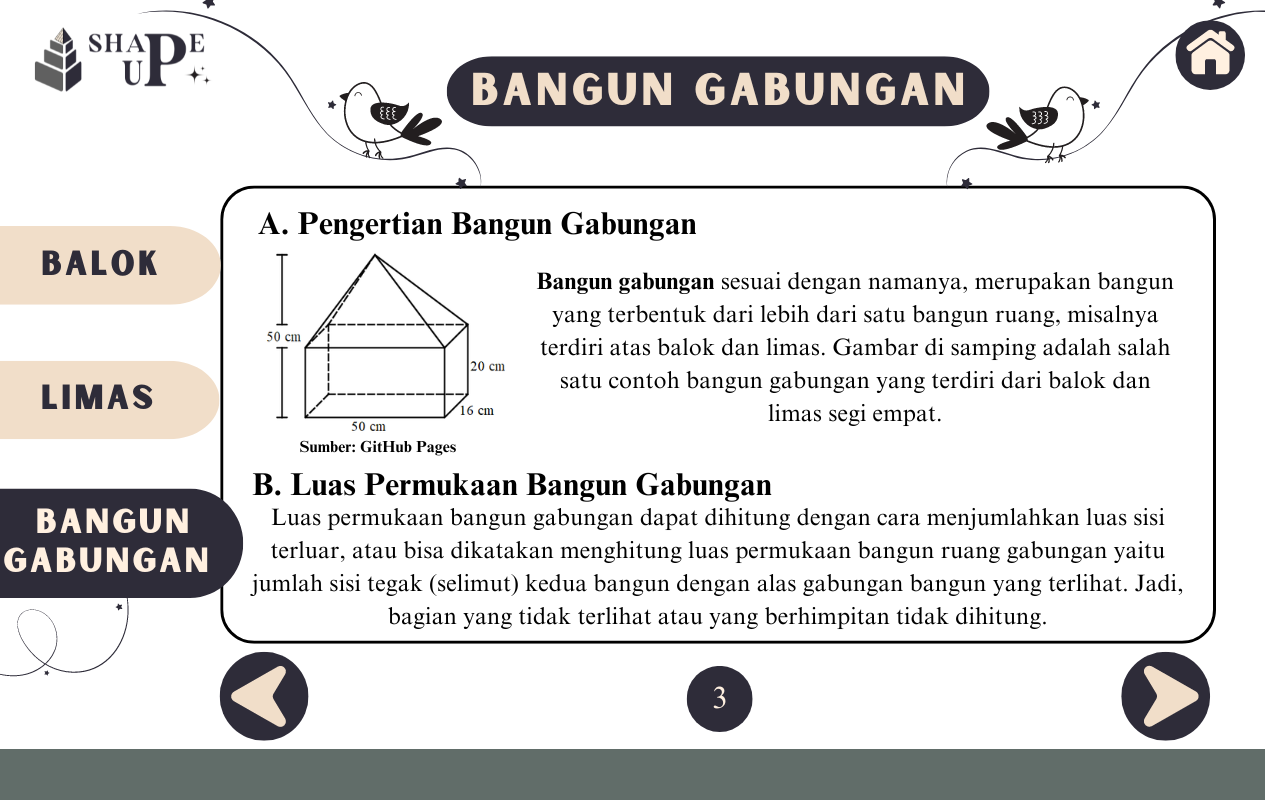 SHAPE
UP
BANGUN GABUNGAN
BALOK
LIMAS
BANGUN
GABUNGAN
A. Pengertian Bangun Gabungan
50 cm
20 cm
16 cm
50 cm
Sumber: GitHub Pages
Bangun gabungan sesuai dengan namanya, merupakan bangun
yang terbentuk dari lebih dari satu bangun ruang, misalnya
terdiri atas balok dan limas. Gambar di samping adalah salah
satu contoh bangun gabungan yang terdiri dari balok dan
limas segi empat.
B. Luas Permukaan Bangun Gabungan
Luas permukaan bangun gabungan dapat dihitung dengan cara menjumlahkan luas sisi
terluar, atau bisa dikatakan menghitung luas permukaan bangun ruang gabungan yaitu
jumlah sisi tegak (selimut) kedua bangun dengan alas gabungan bangun yang terlihat. Jadi,
bagian yang tidak terlihat atau yang berhimpitan tidak dihitung.
3